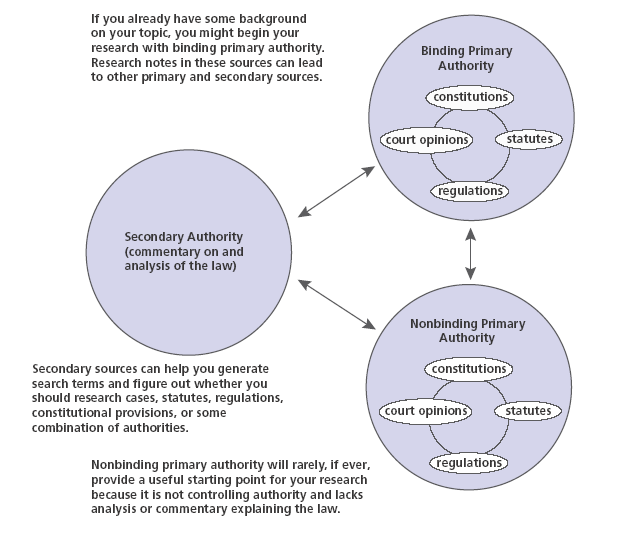 If you already have some background
on your topic, you might begin your
research with binding primary authority.
Research notes in these sources can lead
to other primary and secondary sources.
Binding Primary
Authority
constitutions
court opinions
statutes
regulations
Secondary Authority
(commentary on and
analysis of the law)
Nonbinding Primary
Authority
constitutions
court opinions
statutes
regulations
Secondary sources can help you generate
search terms and figure out whether you
should research cases, statutes, regulations,
constitutional provisions, or some
combination of authorities.
Nonbinding primary authority will rarely, if ever,
provide a useful starting point for your research
because it is not controlling authority and lacks
analysis or commentary explaining the law.